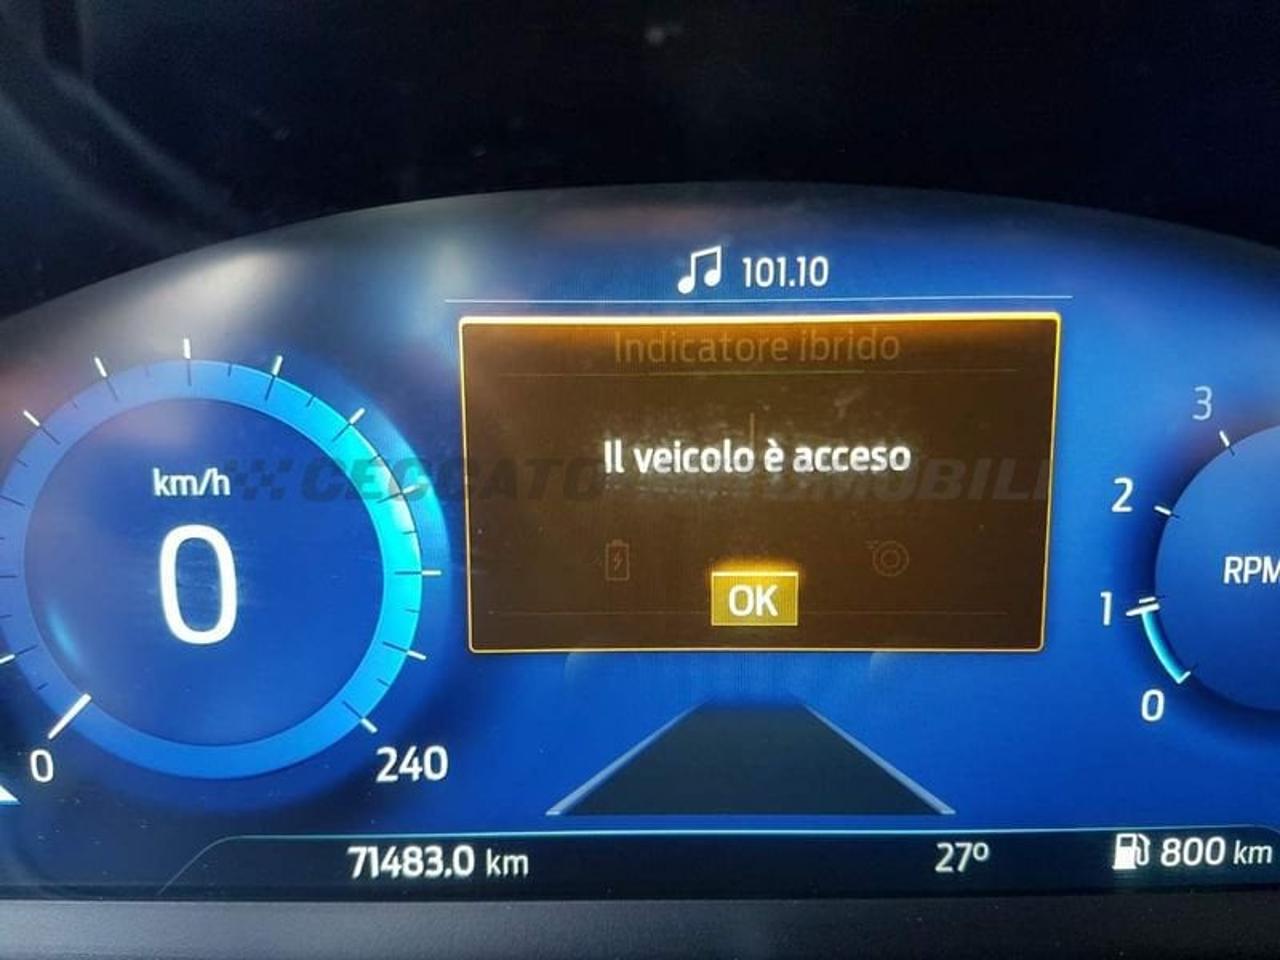 101.10
Indicatore ibrido
Il veicolo è acceso
OK
km/h
0
0
240
3
2
1
0
RPM
71483.0 km
27º
800 km
CECCATO AUTOMOBILI